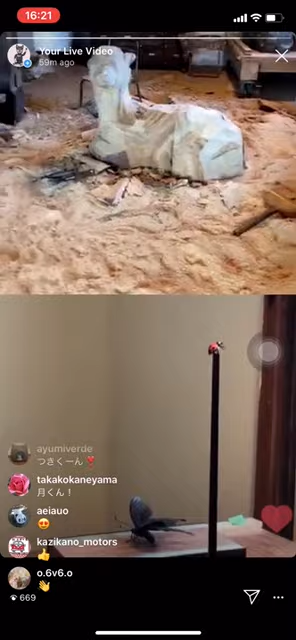 16:21
Your Live Video
59m ago
ayumiverde
つきくーん❣️
takakokaneyama
月くん！
aeiauo
😍
kazikano_motors
👍
o.6v6.o
👋
669